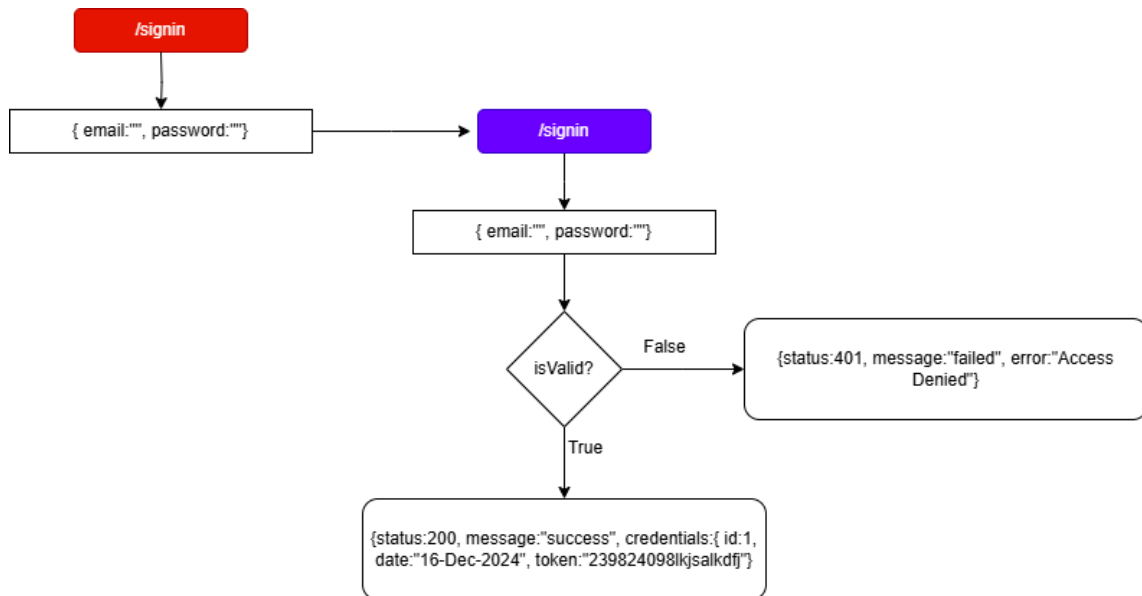 /signin
{ email:"", password:""}
/signin
{ email:"", password:""}
isValid?
False
{status:401, message:"failed", error:"Access
Denied"}
True
{status:200, message:"success", credentials:{ id:1,
date:"16-Dec-2024", token:"239824098lkjsalkdfj"}